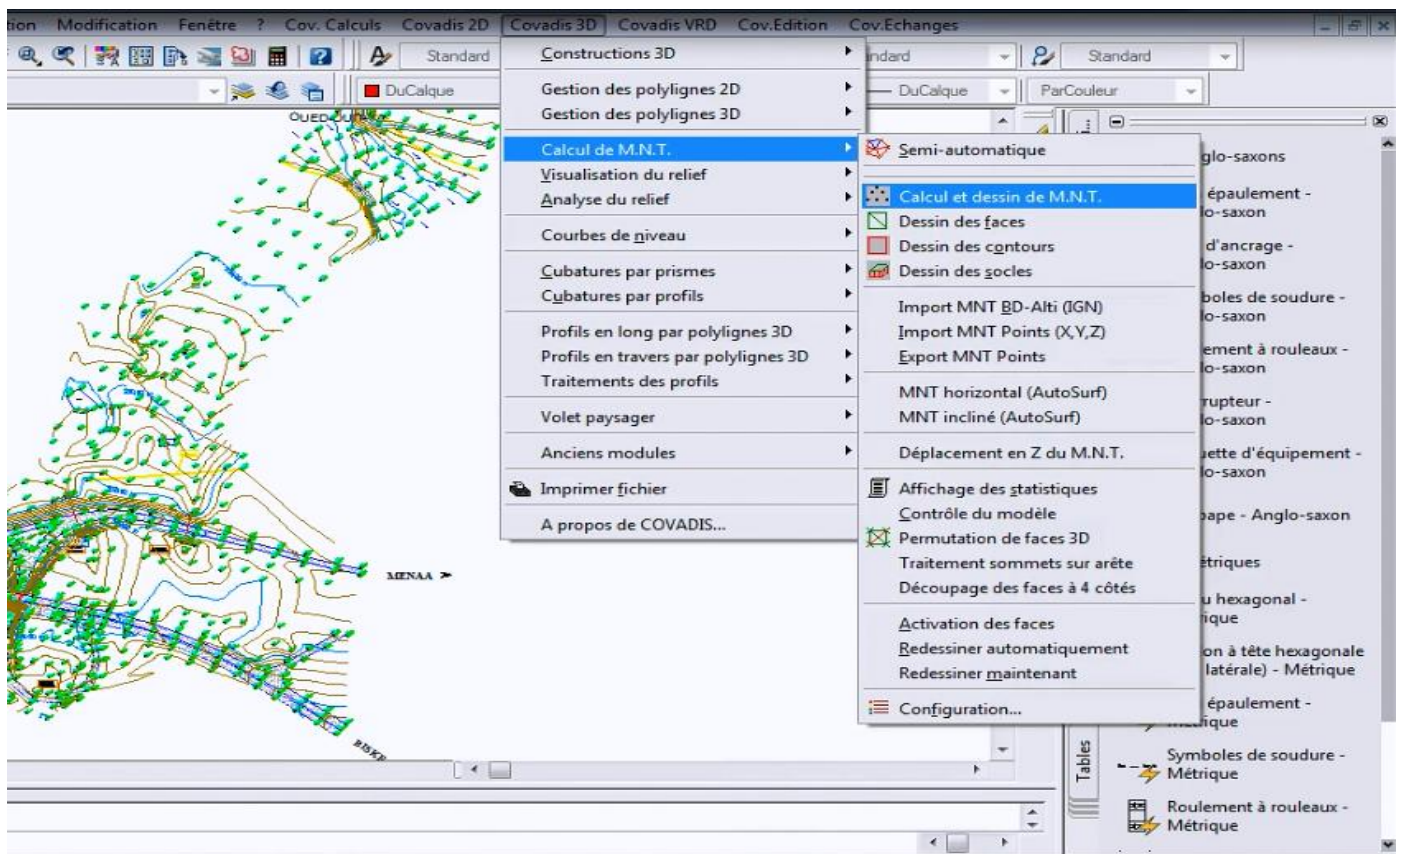 Modification Fenêtre ? Cov. Calculs Covadis 2D Covadis 3D Covadis VRD Cov.Edition Cov.Echanges
Standard
Standard
DuCalque
DuCalque
ParCouleur
Constructions 3D
Gestion des polylignes 2D
Gestion des polylignes 3D
Calcul de M.N.T.
Visualisation du relief
Analyse du relief
Courbes de niveau
Cubatures par prismes
Cubatures par profils
Profils en long par polylignes 3D
Profils en travers par polylignes 3D
Traitements des profils
Volet paysager
Anciens modules
Imprimer fichier
A propos de COVADIS...
Semi-automatique
Calcul et dessin de M.N.T.
Dessin des faces
Dessin des contours
Dessin des socles
Import MNT BD-Alti (IGN)
Import MNT Points (X,Y,Z)
Export MNT Points
MNT horizontal (AutoSurf)
MNT incliné (AutoSurf)
Déplacement en Z du M.N.T.
Affichage des statistiques
Contrôle du modèle
Permutation de faces 3D
Traitement sommets sur arête
Découpage des faces à 4 côtés
Activation des faces
Redessiner automatiquement
Redessiner maintenant
Configuration...
glo-saxons
épaulement -
lo-saxon
d'ancrage -
lo-saxon
boles de soudure -
lo-saxon
ement à rouleaux -
lo-saxon
rupteur -
lo-saxon
uette d'équipement -
lo-saxon
pape - Anglo-saxon
étriques
u hexagonal -
ique
on à tête hexagonale
latérale) - Métrique
épaulement -
Métrique
Symboles de soudure -
Métrique
Roulement à rouleaux -
Métrique
Tables
MENAA